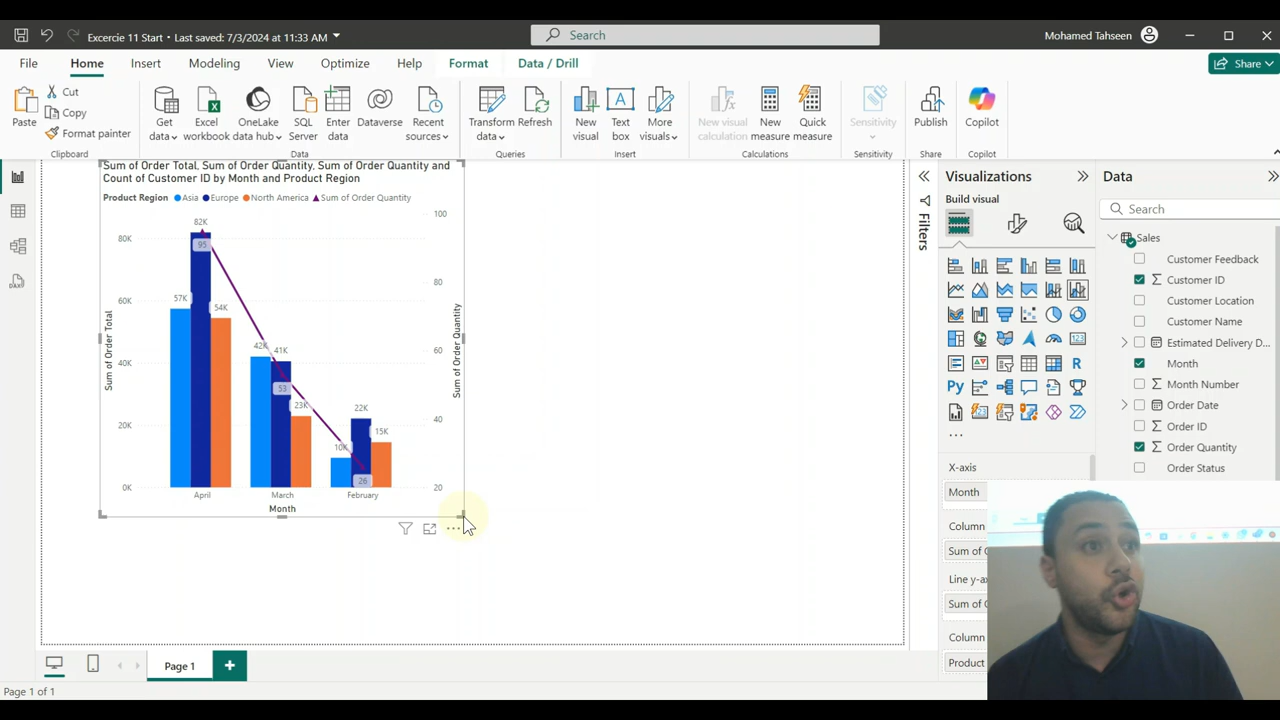 Excercie 11 Start • Last saved: 7/3/2024 at 11:33 AM
Search
Mohamed Tahseen
File
Home
Insert
Modeling
View
Optimize
Help
Format
Data / Drill
Share
Paste
Cut
Copy
Format painter
Clipboard
Get data
Excel workbook
OneLake data hub
SQL Server
Enter data
Dataverse
Recent sources
Data
Transform data
Refresh
Queries
New visual
Text box
More visuals
Insert
New visual calculation
New measure
Quick measure
Calculations
Sensitivity
Sensitivity
Publish
Share
Copilot
Copilot
Sum of Order Total, Sum of Order Quantity, Sum of Order Quantity and
Count of Customer ID by Month and Product Region
Product Region Asia Europe North America Sum of Order Quantity
80K
60K
40K
20K
0K
Sum of Order Total
57K
82K
95
54K
42K
41K
53
23K
10K
22K
26
15K
100
80
60
40
20
Sum of Order Quantity
April
March
February
Month
Filters
Visualizations
Build visual
Py
R
123
X-axis
Month
Column
Sum of O
Line y-ax
Sum of O
Column
Product
Data
Search
Sales
Customer Feedback
Customer ID
Customer Location
Customer Name
Estimated Delivery D...
Month
Month Number
Order Date
Order ID
Order Quantity
Order Status
Page 1
Page 1 of 1